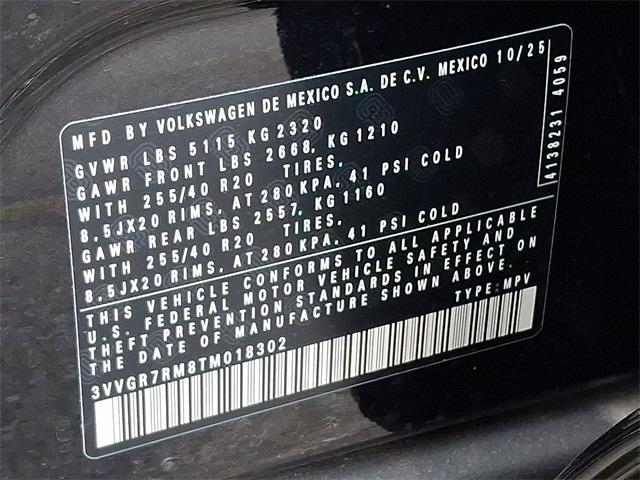 MFD BY VOLKSWAGEN DE MEXICO S.A. DE C.V. MEXICO 10/25
GVWR LBS 5115 KG 2320
GAWR FRONT LBS 2668, KG 1210
WITH 255/40 R20 TIRES,
8,5JX20 RIMS, AT 280 KPA, 41 PSI COLD
GAWR REAR LBS 2557, KG 1160
WITH 255/40 R20 TIRES,
8,5JX20 RIMS, AT 280 KPA, 41 PSI COLD
THIS VEHICLE CONFORMS TO ALL APPLICABLE
U.S. FEDERAL MOTOR VEHICLE SAFETY AND
THEFT PREVENTION STANDARDS IN EFFECT ON
THE DATE OF MANUFACTURE SHOWN ABOVE.
3VVGR7RM8TM018302 TYPE: MPV
4138231 4059